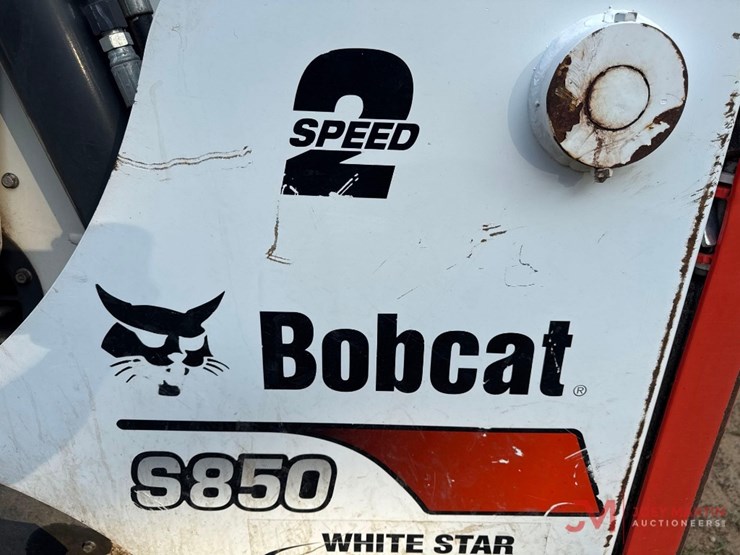 2
SPEED
Bobcat®
S850
WHITE STAR
AUCTIONEERS